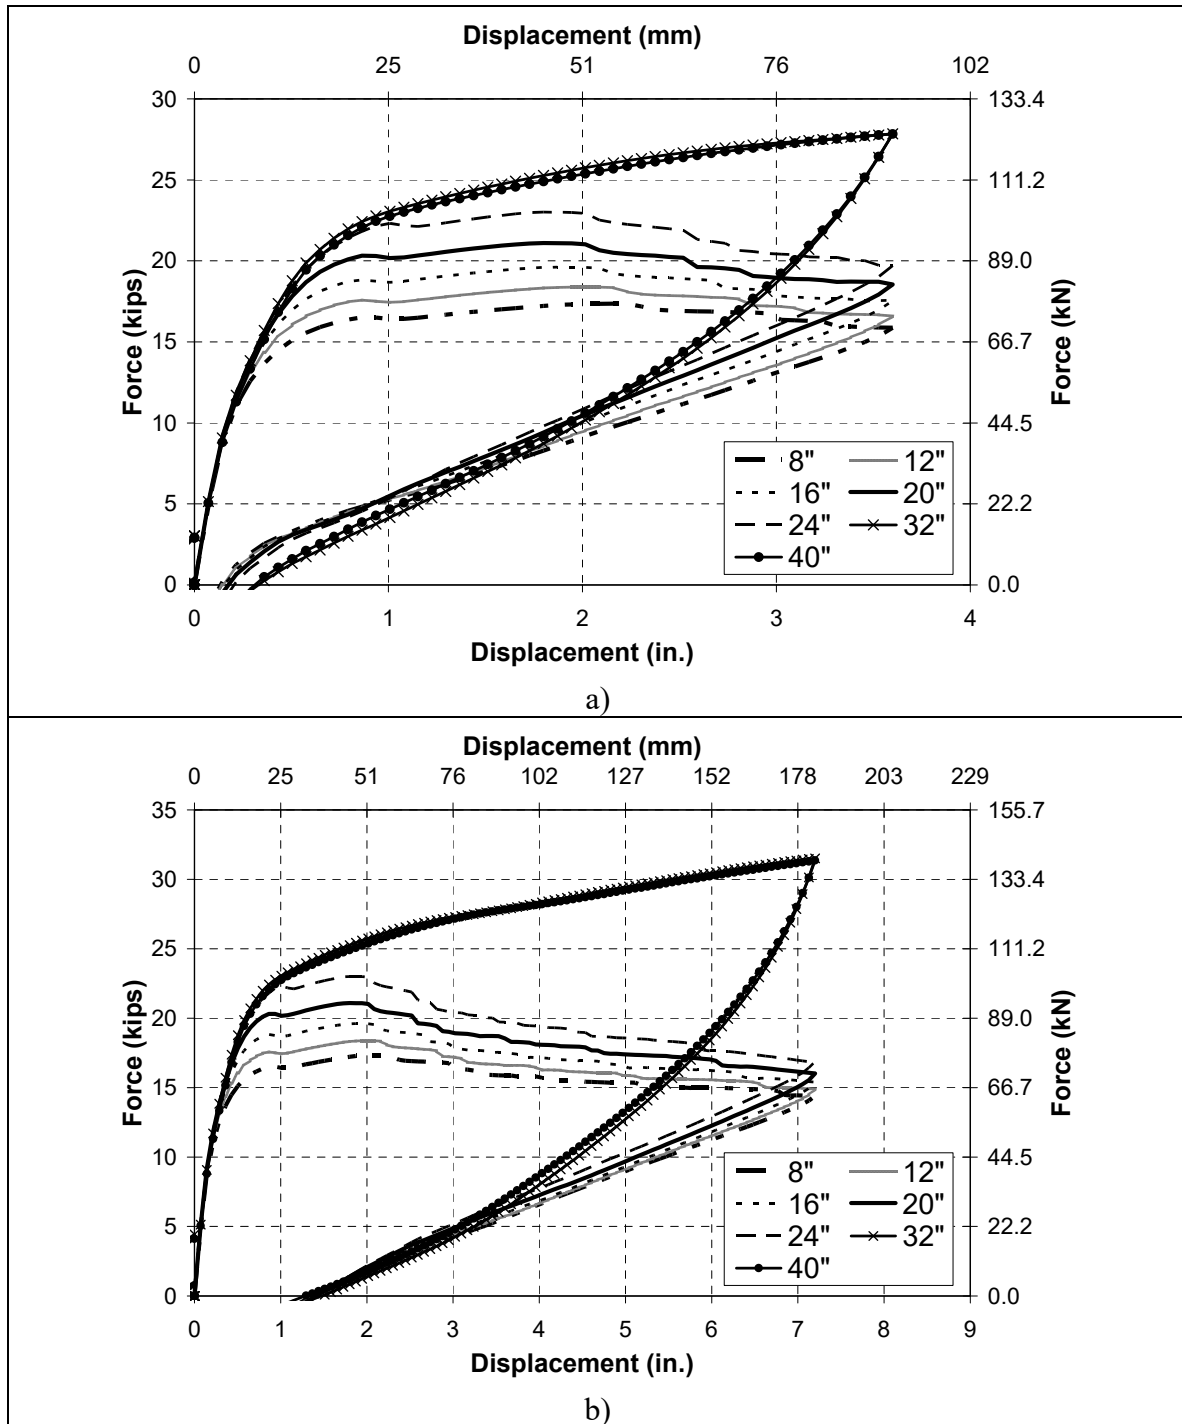 Displacement (mm)
0 25 51 76 102
30 133.4
25 111.2
20 89.0
15 66.7
10 44.5
5 22.2
0 0.0
Force (kips)
Force (kN)
8" 12"
16" 20"
24" 32"
40"
0 1 2 3 4
Displacement (in.)
a)
Displacement (mm)
0 25 51 76 102 127 152 178 203 229
35 155.7
30 133.4
25 111.2
20 89.0
15 66.7
10 44.5
5 22.2
0 0.0
Force (kips)
Force (kN)
8" 12"
16" 20"
24" 32"
40"
0 1 2 3 4 5 6 7 8 9
Displacement (in.)
b)